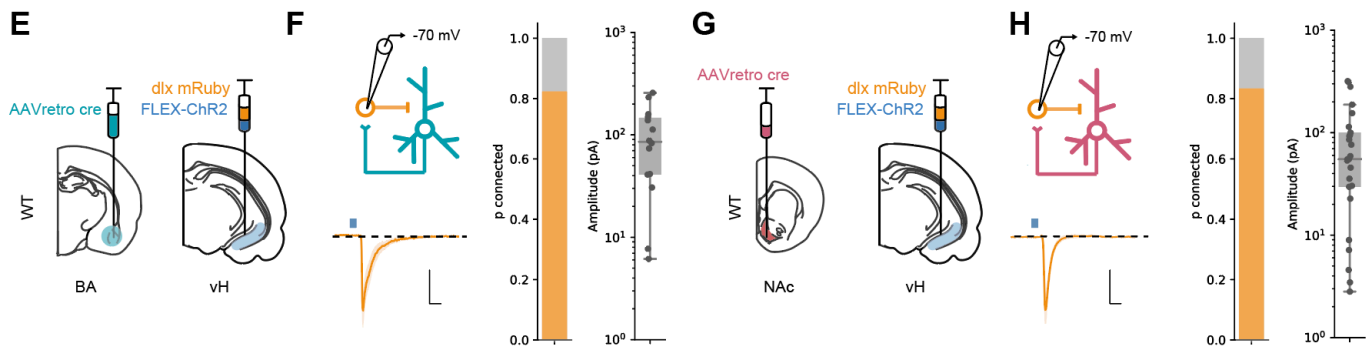 E
AAVretro cre
dlx mRuby
FLEX-ChR2
WT
BA
vH
F
-70 mV
1.0
0.8
0.6
0.4
0.2
0.0
p connected
10³
10²
10¹
10⁰
Amplitude (pA)
G
AAVretro cre
dlx mRuby
FLEX-ChR2
WT
NAc
vH
H
-70 mV
1.0
0.8
0.6
0.4
0.2
0.0
p connected
10³
10²
10¹
10⁰
Amplitude (pA)